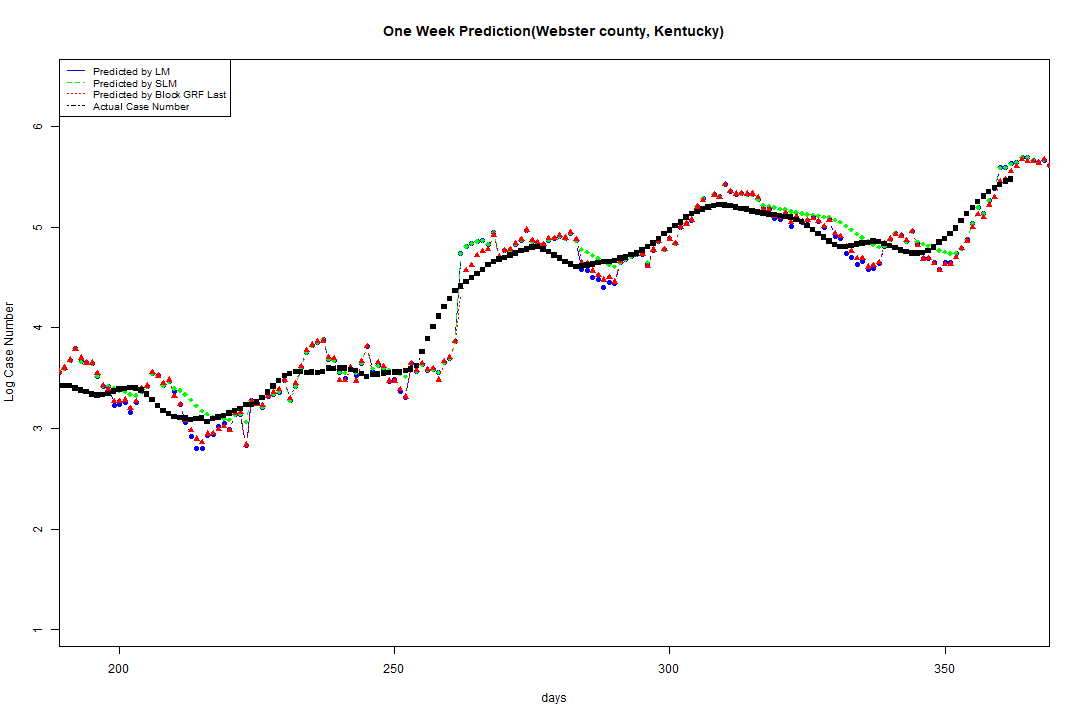 One Week Prediction(Webster county, Kentucky)
Predicted by LM
Predicted by SLM
Predicted by Block GRF Last
Actual Case Number
6
5
4
3
2
1
Log Case Number
200 250 300 350
days